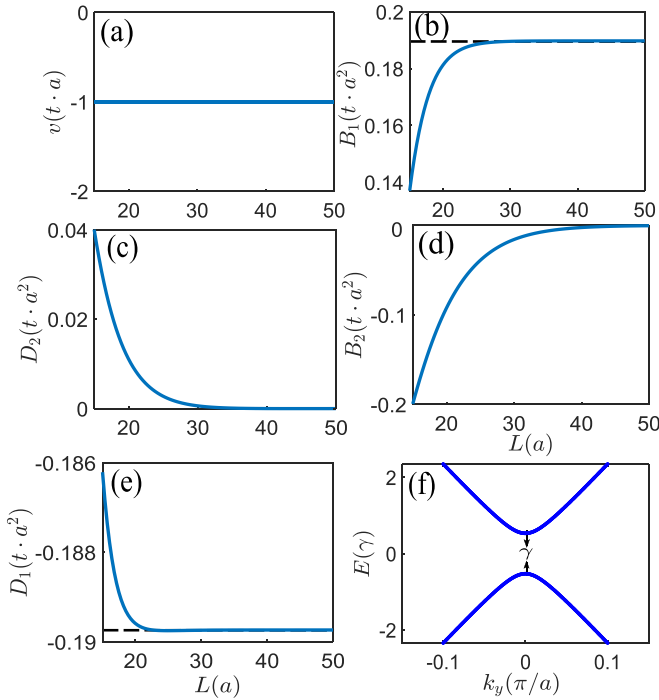 (a)
v(t · a)
0
-1
-2
20 30 40 50
(b)
B₁(t · a²)
0.2
0.18
0.16
0.14
20 30 40 50
(c)
D₂(t · a²)
0.04
0.02
0
20 30 40 50
(d)
B₂(t · a²)
0
-0.1
-0.2
20 30 40 50
L(a)
(e)
D₁(t · a²)
-0.186
-0.188
-0.19
20 30 40 50
L(a)
(f)
E(γ)
2
0
-2
γ
-0.1 0 0.1
k_y(π/a)